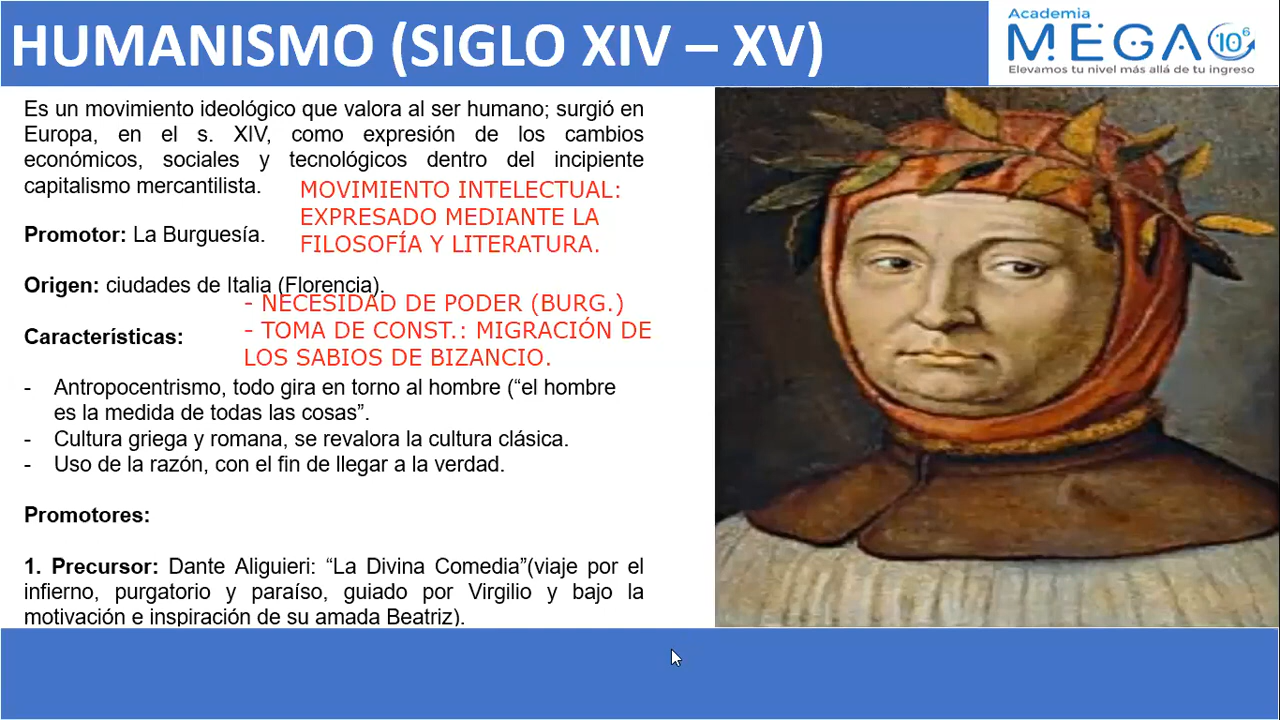 HUMANISMO (SIGLO XIV – XV)
Academia
MEGA 10⁶
Elevamos tu nivel más allá de tu ingreso
Es un movimiento ideológico que valora al ser humano; surgió en
Europa, en el s. XIV, como expresión de los cambios
económicos, sociales y tecnológicos dentro del incipiente
capitalismo mercantilista.
MOVIMIENTO INTELECTUAL:
EXPRESADO MEDIANTE LA
FILOSOFÍA Y LITERATURA.
Promotor: La Burguesía.
Origen: ciudades de Italia (Florencia).
- NECESIDAD DE PODER (BURG.)
- TOMA DE CONST.: MIGRACIÓN DE
LOS SABIOS DE BIZANCIO.
Características:
- Antropocentrismo, todo gira en torno al hombre (“el hombre
es la medida de todas las cosas”.
- Cultura griega y romana, se revalora la cultura clásica.
- Uso de la razón, con el fin de llegar a la verdad.
Promotores:
1. Precursor: Dante Aliguieri: “La Divina Comedia”(viaje por el
infierno, purgatorio y paraíso, guiado por Virgilio y bajo la
motivación e inspiración de su amada Beatriz).